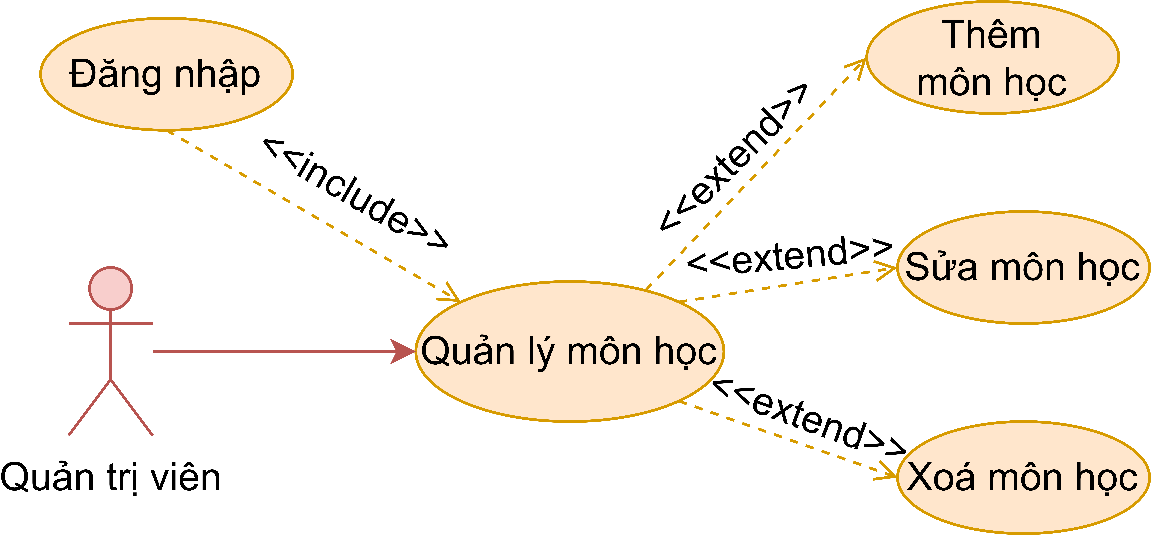 Đăng nhập
<<include>>
Thêm
môn học
<<extend>>
<<extend>>
Sửa môn học
Quản lý môn học
<<extend>>
Xoá môn học
Quản trị viên